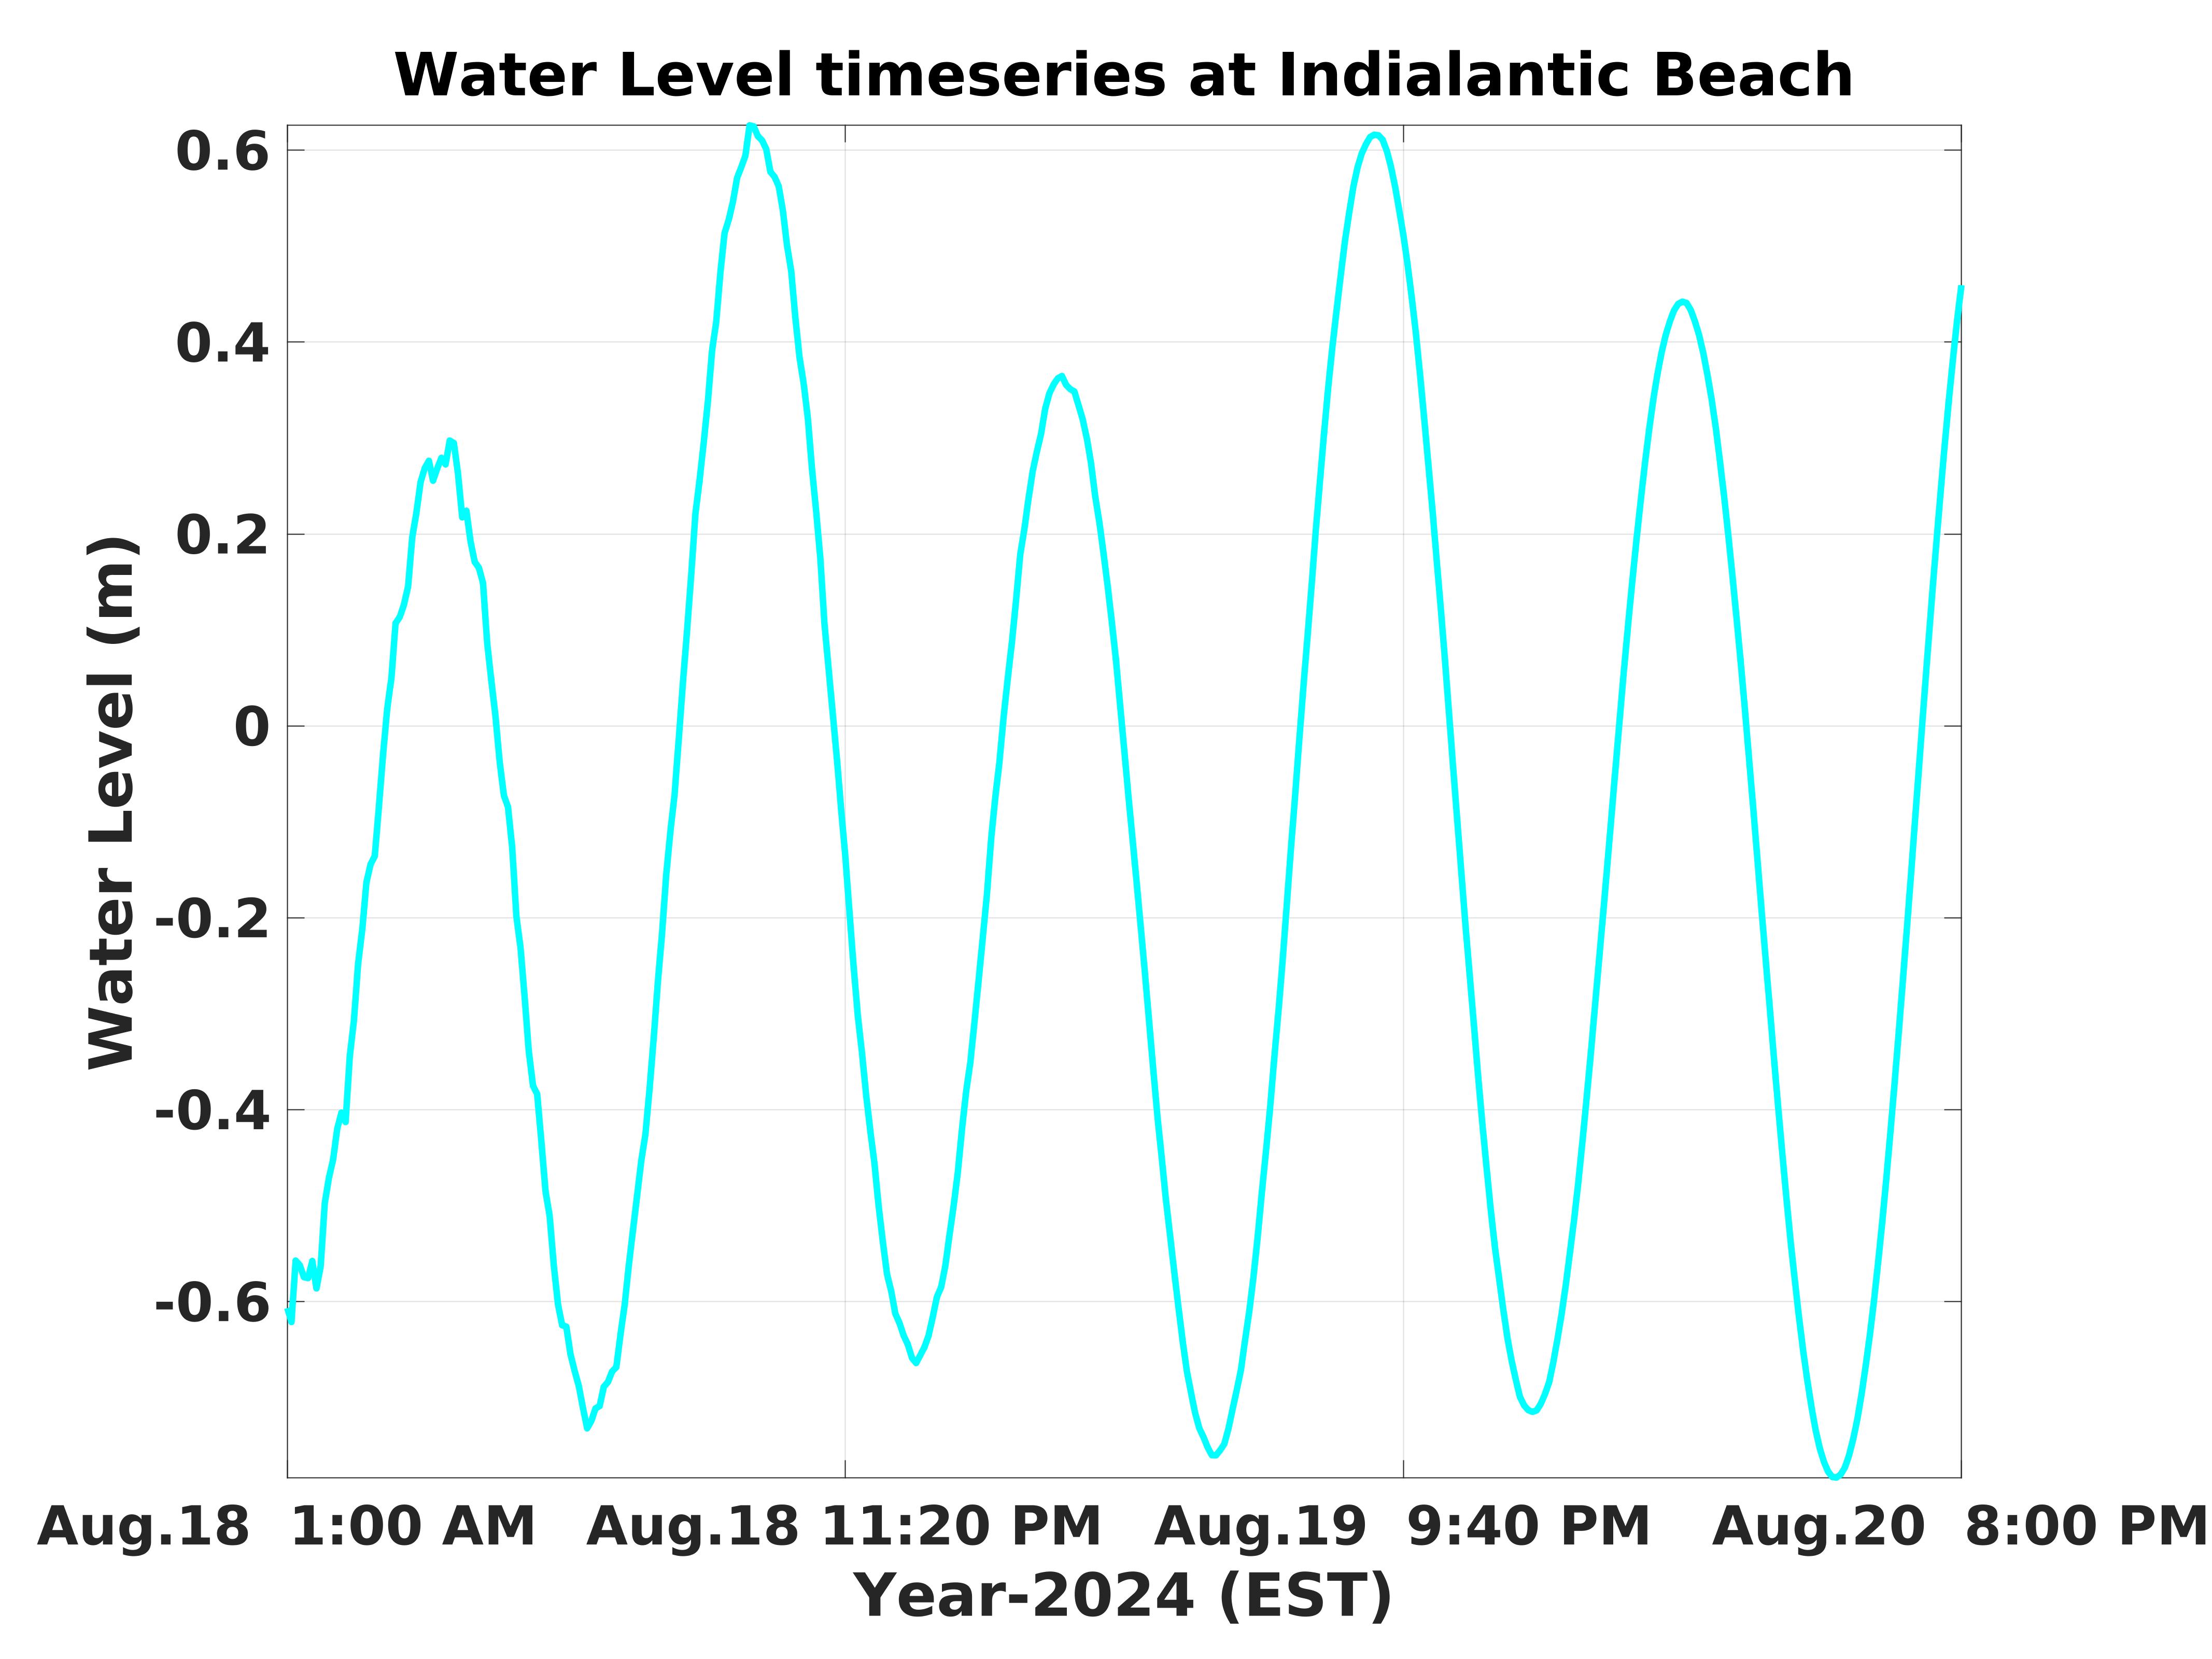 Water Level timeseries at Indialantic Beach
0.6
0.4
0.2
0
-0.2
-0.4
-0.6
Water Level (m)
Aug.18 1:00 AM Aug.18 11:20 PM Aug.19 9:40 PM Aug.20 8:00 PM
Year-2024 (EST)